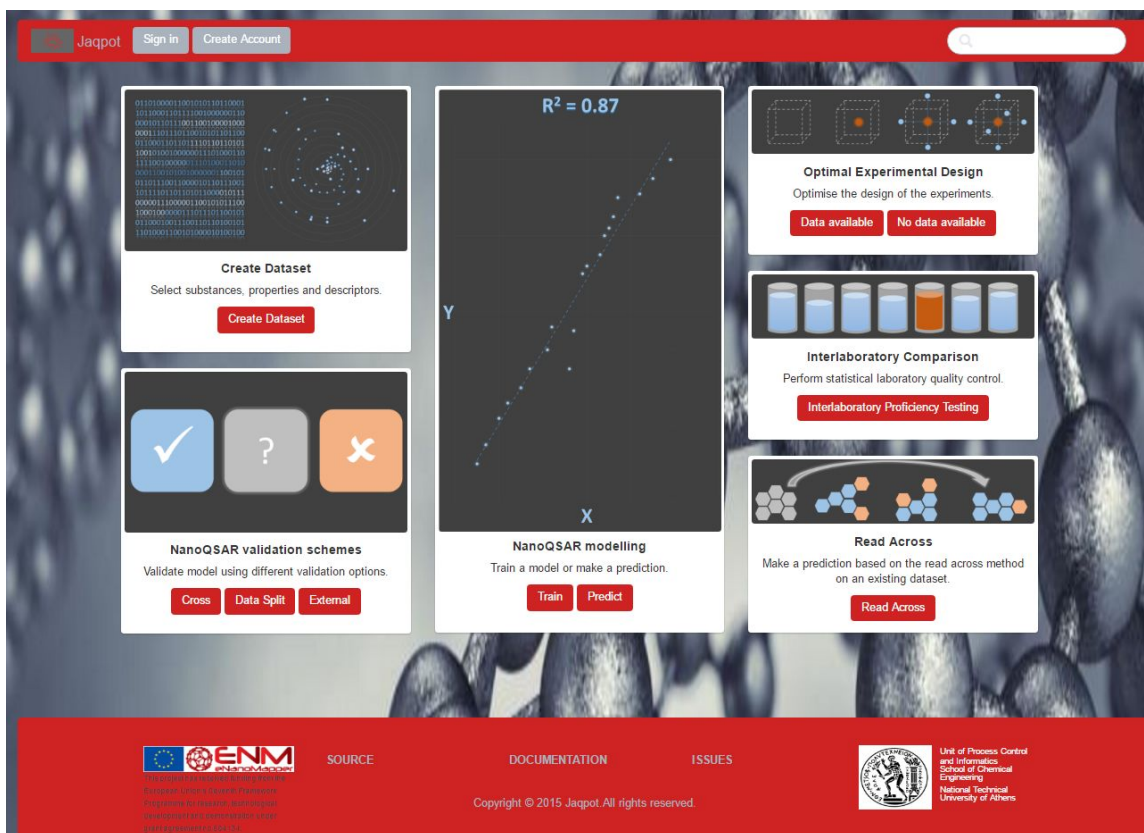 Jaqpot
Sign in
Create Account
Create Dataset
Select substances, properties and descriptors.
Create Dataset
NanoQSAR validation schemes
Validate model using different validation options.
Cross
Data Split
External
R² = 0.87
Y
X
NanoQSAR modelling
Train a model or make a prediction.
Train
Predict
Optimal Experimental Design
Optimise the design of the experiments.
Data available
No data available
Interlaboratory Comparison
Perform statistical laboratory quality control.
Interlaboratory Proficiency Testing
Read Across
Make a prediction based on the read across method
on an existing dataset.
Read Across
?
ENM
eNanoMapper
SOURCE
DOCUMENTATION
ISSUES
Copyright © 2015 Jaqpot. All rights reserved.
Unit of Process Control
and Informatics
School of Chemical
Engineering
National Technical
University of Athens